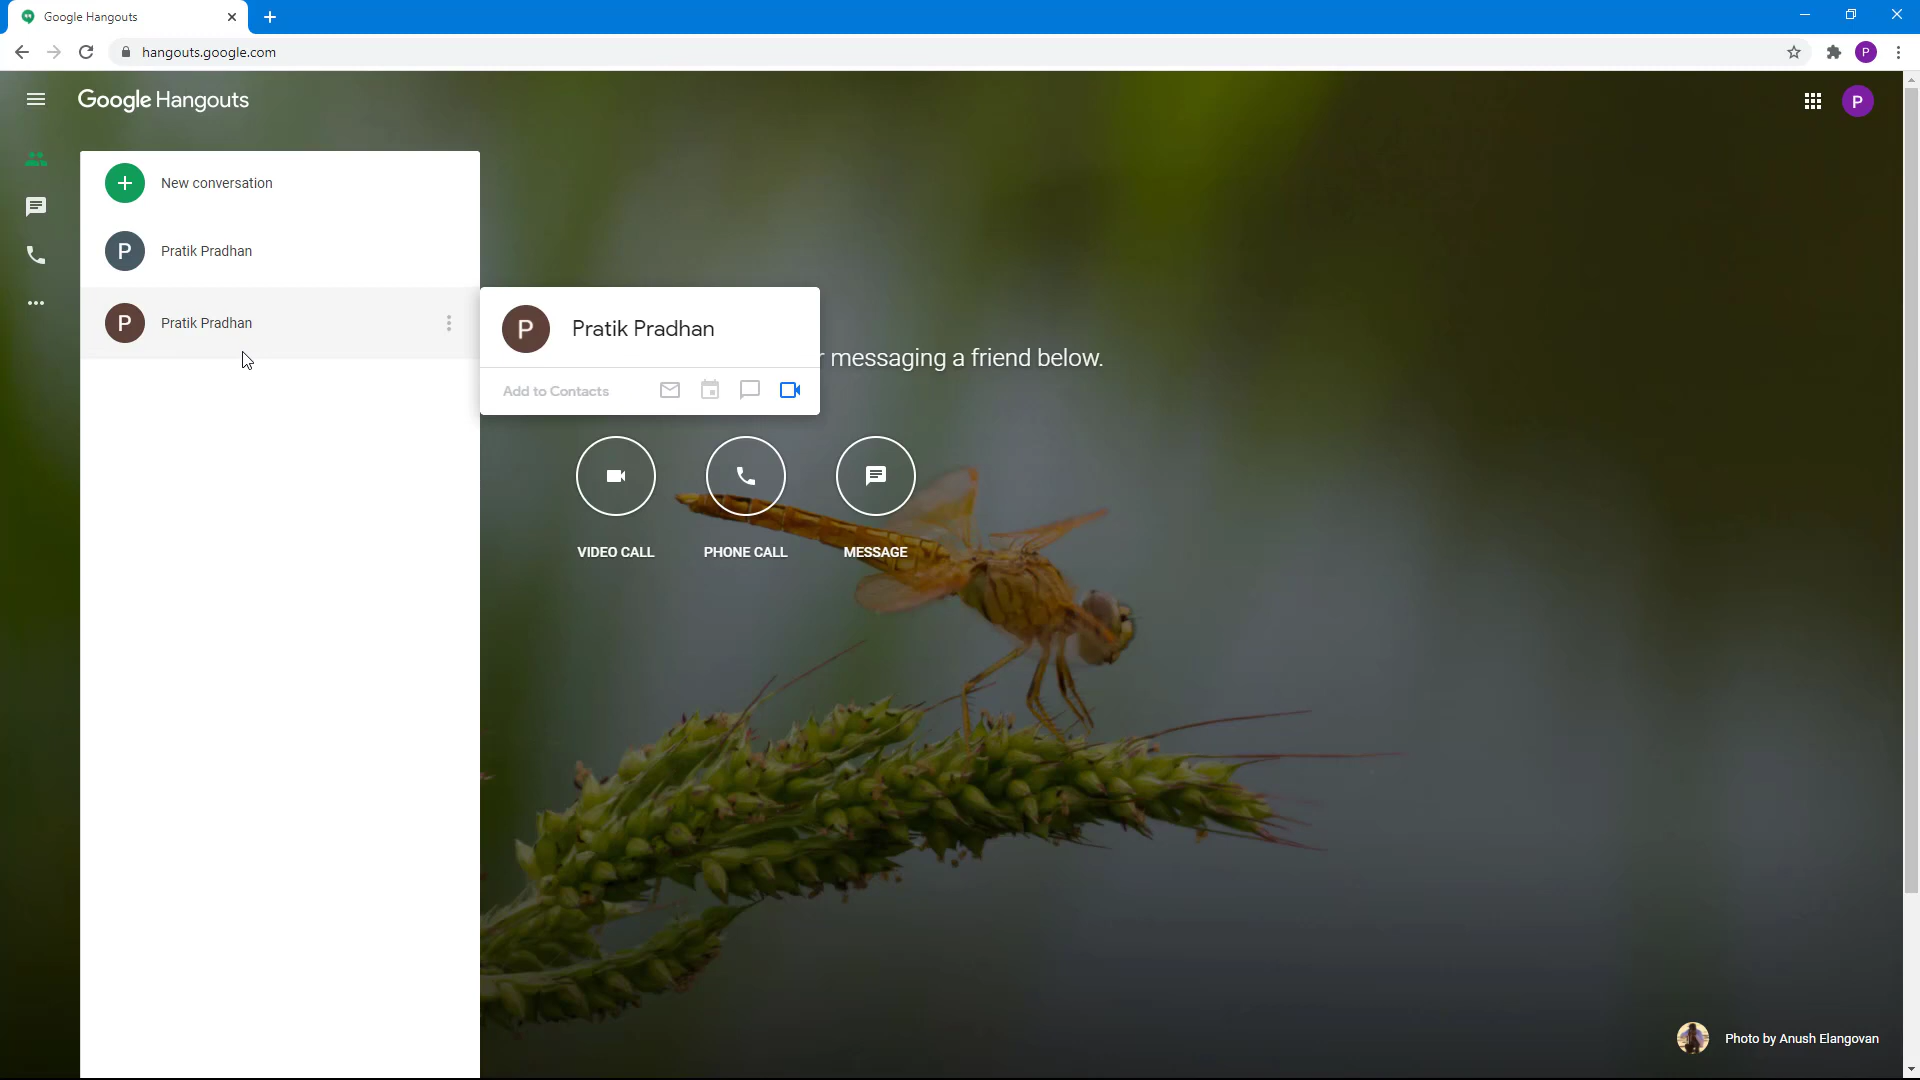 Google Hangouts
hangouts.google.com
P
Google Hangouts
P
New conversation
P Pratik Pradhan
P Pratik Pradhan
P Pratik Pradhan
Add to Contacts
messaging a friend below.
VIDEO CALL PHONE CALL MESSAGE
Photo by Anush Elangovan